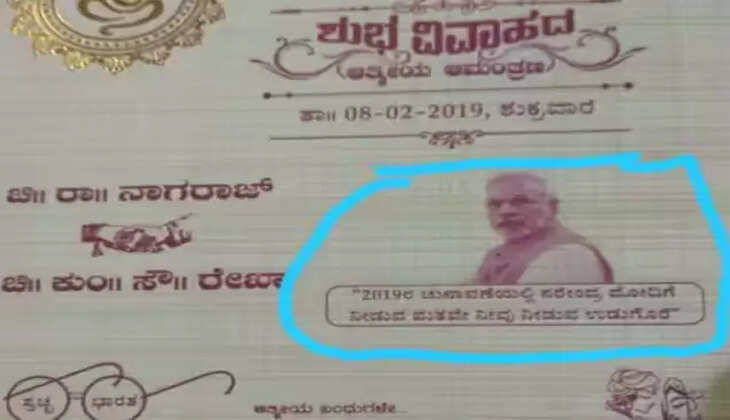 ಶುಭ ವಿವಾಹದ
(ಆತ್ಮೀಯ ಆಮಂತ್ರಣ)
ತಾ॥ 08-02-2019, ಶುಕ್ರವಾರ
ಚಿ॥ ರಾ॥ ನಾಗರಾಜ್
ಚಿ॥ ಕುಂ॥ ಸೌ॥ ರೇಖಾ
"2019ರ ಚುನಾವಣೆಯಲ್ಲಿ ನರೇಂದ್ರ ಮೋದಿಗೆ
ನೀಡುವ ಮತವೇ ನೀವು ನೀಡುವ ಉಡುಗೊರೆ"
ಸ್ವಚ್ಛ ಭಾರತ
ಆತ್ಮೀಯ ಬಂಧುಗಳೇ...